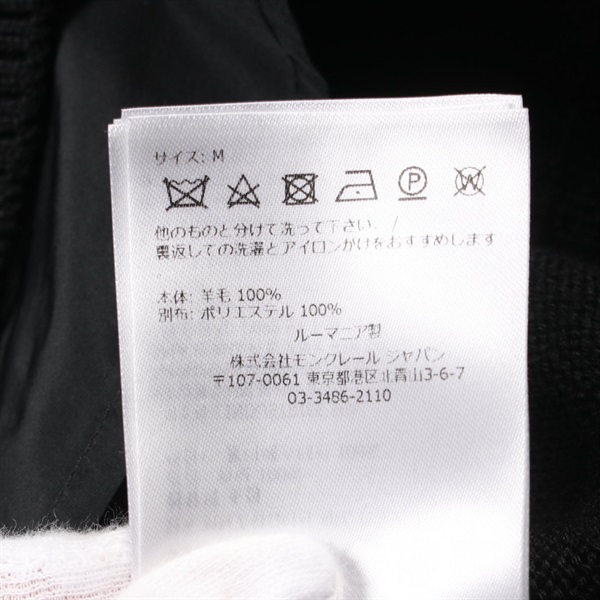 サイズ: M
P W
他のものと分けて洗って下さい. /
裏返しての洗濯とアイロンがけをおすすめします
本体: 羊毛 100%
別布: ポリエステル 100%
ルーマニア製
株式会社モンクレール ジャパン
〒107-0061 東京都港区北青山3-6-7
03-3486-2110